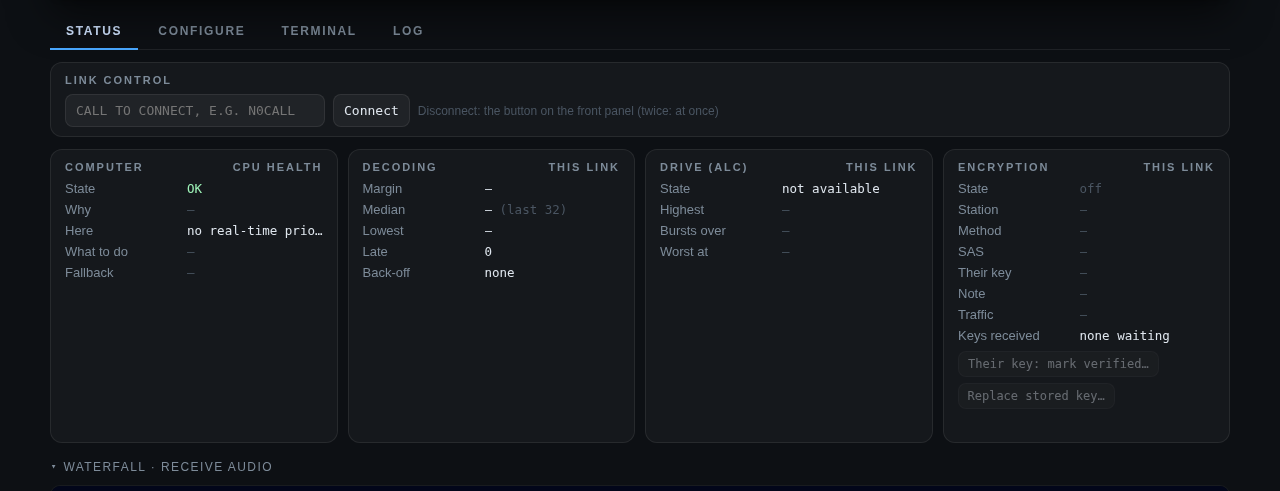 STATUS CONFIGURE TERMINAL LOG
LINK CONTROL
CALL TO CONNECT, E.G. N0CALL Connect Disconnect: the button on the front panel (twice: at once)
COMPUTER CPU HEALTH
State OK
Why –
Here no real-time prio…
What to do –
Fallback –
DECODING THIS LINK
Margin –
Median – (last 32)
Lowest –
Late 0
Back-off none
DRIVE (ALC) THIS LINK
State not available
Highest –
Bursts over –
Worst at –
ENCRYPTION THIS LINK
State off
Station –
Method –
SAS –
Their key –
Note –
Traffic –
Keys received none waiting
Their key: mark verified…
Replace stored key…
▾ WATERFALL · RECEIVE AUDIO